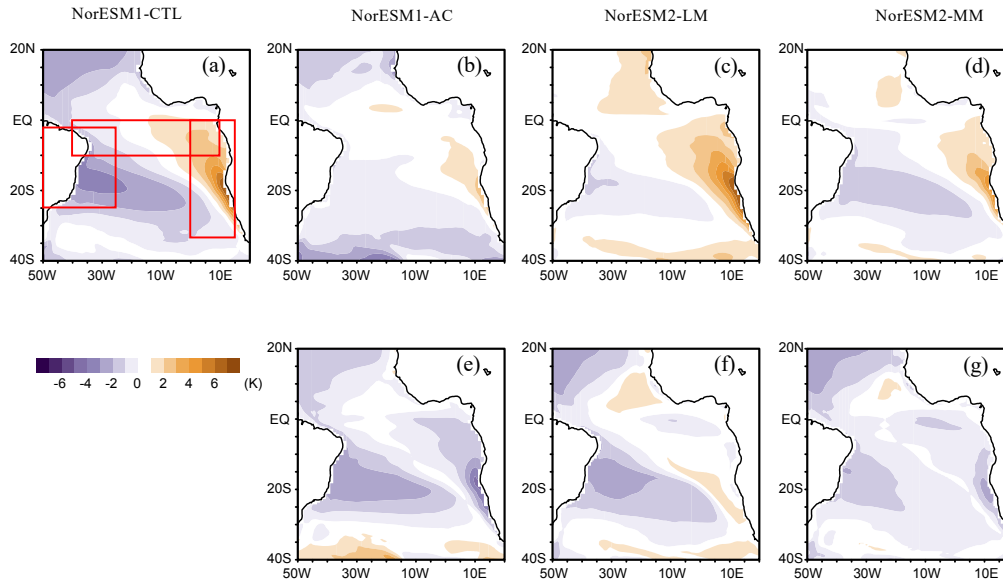 NorESM1-CTL NorESM1-AC NorESM2-LM NorESM2-MM
20N (a) 20N (b) 20N (c) 20N (d)
EQ EQ EQ EQ
20S 20S 20S 20S
40S 40S 40S 40S
50W 30W 10W 10E 50W 30W 10W 10E 50W 30W 10W 10E 50W 30W 10W 10E
20N (e) 20N (f) 20N (g)
-6 -4 -2 0 2 4 6 (K)
EQ EQ EQ
20S 20S 20S
40S 40S 40S
50W 30W 10W 10E 50W 30W 10W 10E 50W 30W 10W 10E